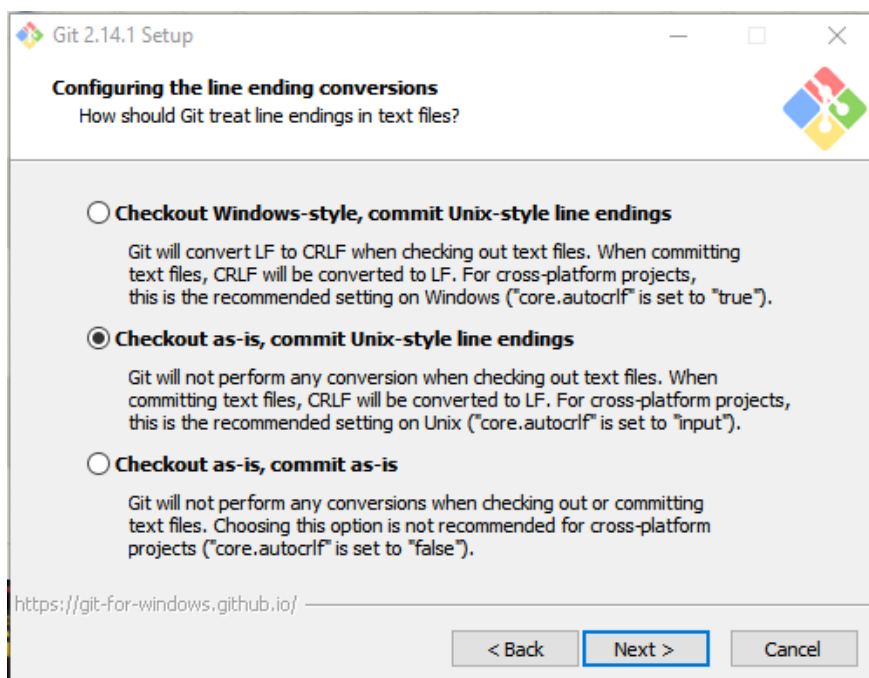 Git 2.14.1 Setup
Configuring the line ending conversions
How should Git treat line endings in text files?
Checkout Windows-style, commit Unix-style line endings
Git will convert LF to CRLF when checking out text files. When committing
text files, CRLF will be converted to LF. For cross-platform projects,
this is the recommended setting on Windows ("core.autocrlf" is set to "true").
Checkout as-is, commit Unix-style line endings
Git will not perform any conversion when checking out text files. When
committing text files, CRLF will be converted to LF. For cross-platform projects,
this is the recommended setting on Unix ("core.autocrlf" is set to "input").
Checkout as-is, commit as-is
Git will not perform any conversions when checking out or committing
text files. Choosing this option is not recommended for cross-platform
projects ("core.autocrlf" is set to "false").
https://git-for-windows.github.io/
< Back Next > Cancel